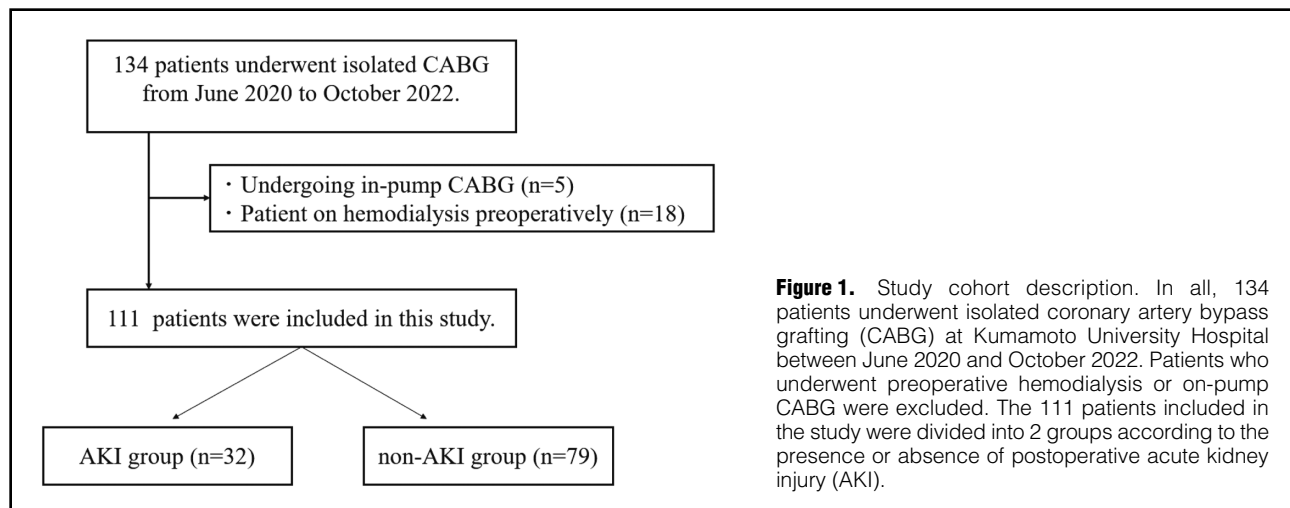 134 patients underwent isolated CABG
from June 2020 to October 2022.
・Undergoing in-pump CABG (n=5)
・Patient on hemodialysis preoperatively (n=18)
111 patients were included in this study.
AKI group (n=32)
non-AKI group (n=79)
Figure 1. Study cohort description. In all, 134
patients underwent isolated coronary artery bypass
grafting (CABG) at Kumamoto University Hospital
between June 2020 and October 2022. Patients who
underwent preoperative hemodialysis or on-pump
CABG were excluded. The 111 patients included in
the study were divided into 2 groups according to the
presence or absence of postoperative acute kidney
injury (AKI).